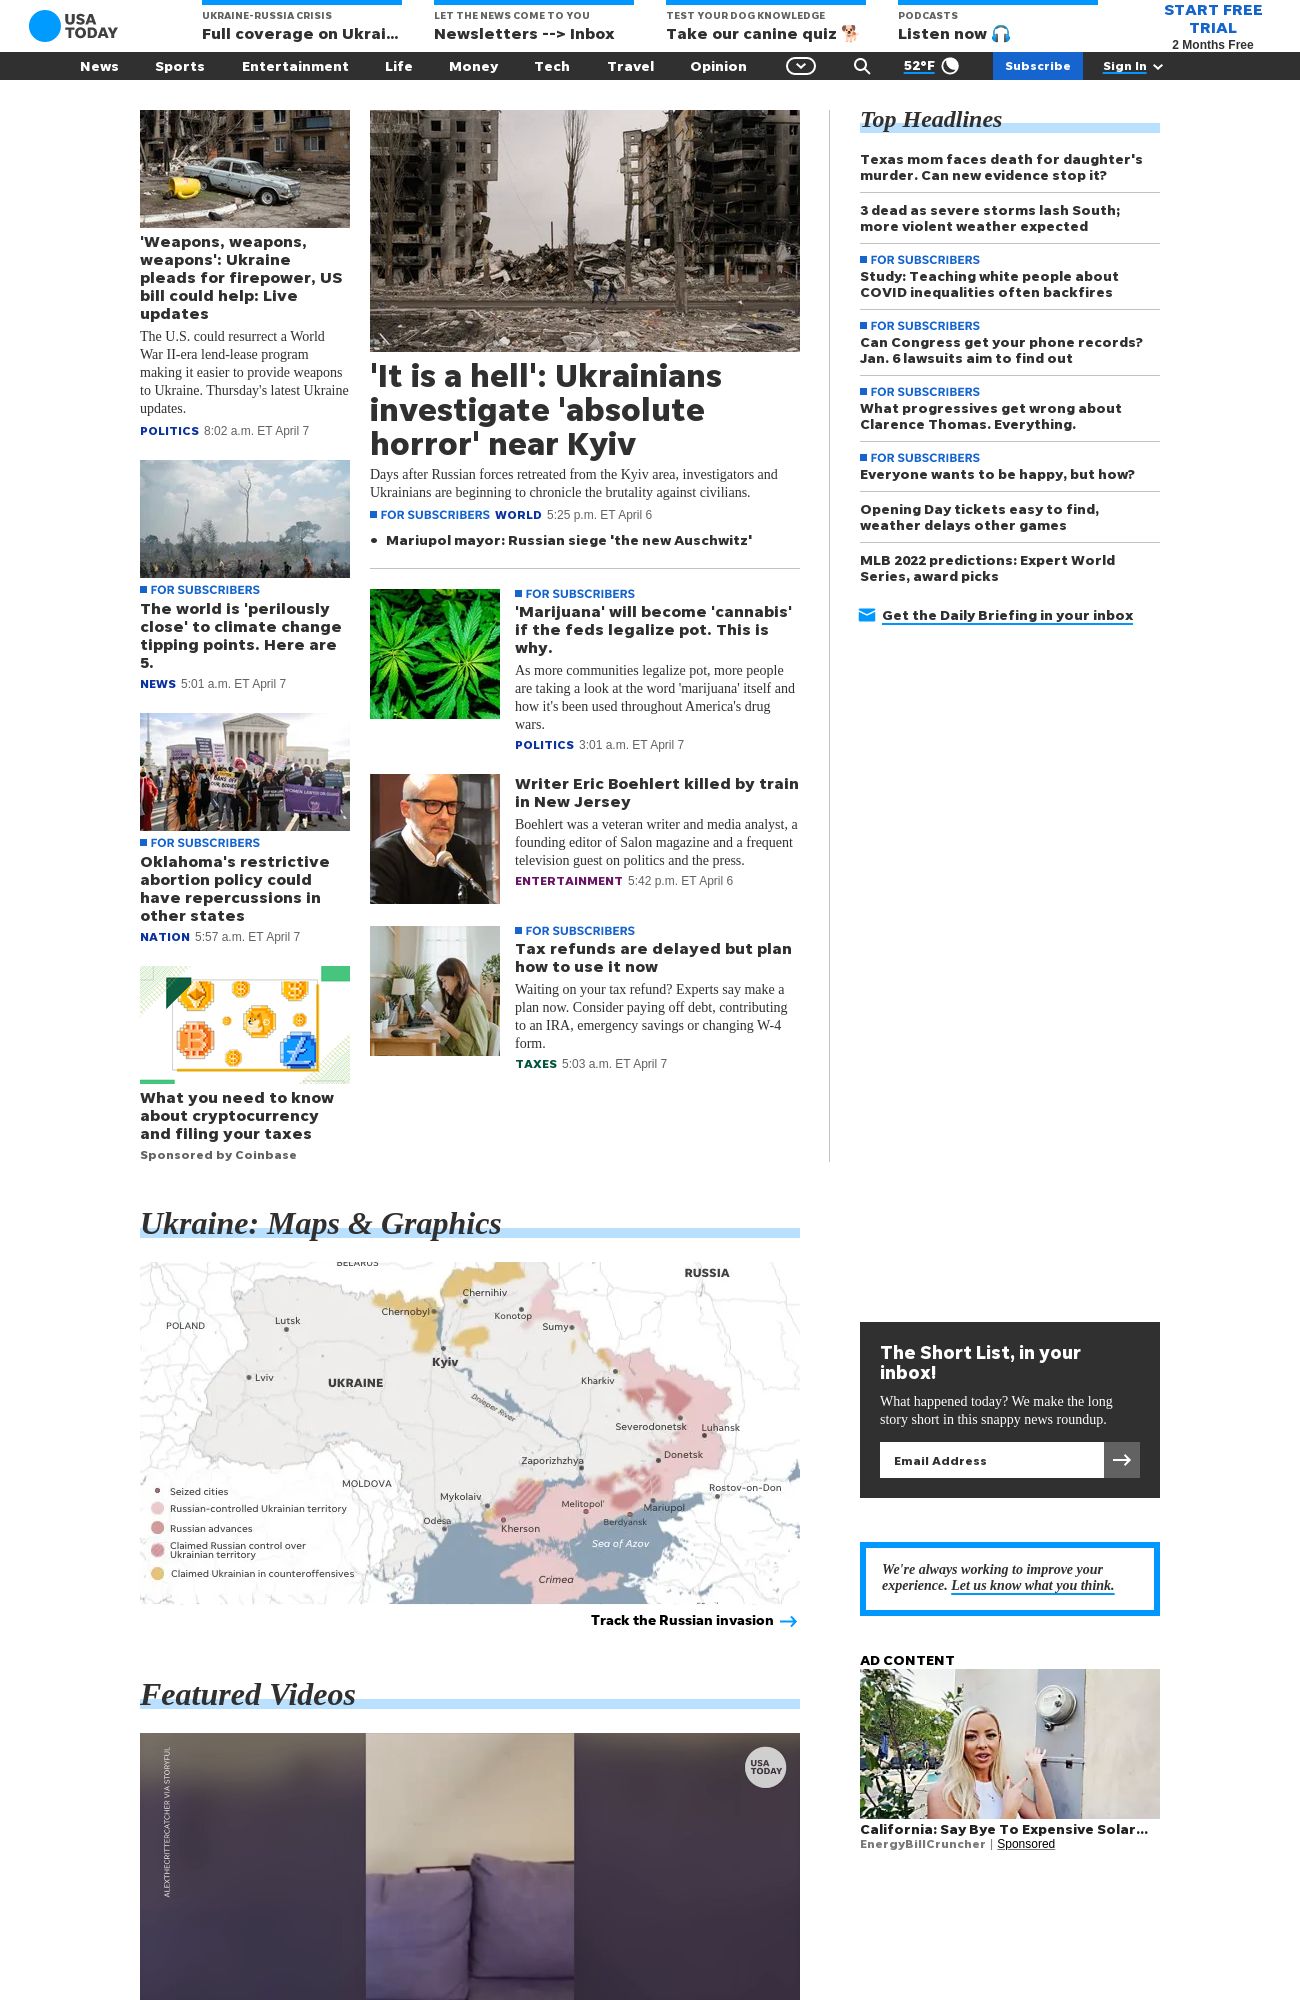 USA
TODAY
UKRAINE-RUSSIA CRISIS
Full coverage on Ukrai...
LET THE NEWS COME TO YOU
Newsletters --> Inbox
TEST YOUR DOG KNOWLEDGE
Take our canine quiz 🐕
PODCASTS
Listen now 🎧
START FREE
TRIAL
2 Months Free
News Sports Entertainment Life Money Tech Travel Opinion 52°F Subscribe Sign In
'Weapons, weapons,
weapons': Ukraine
pleads for firepower, US
bill could help: Live
updates
The U.S. could resurrect a World
War II-era lend-lease program
making it easier to provide weapons
to Ukraine. Thursday's latest Ukraine
updates.
POLITICS 8:02 a.m. ET April 7
FOR SUBSCRIBERS
The world is 'perilously
close' to climate change
tipping points. Here are
5.
NEWS 5:01 a.m. ET April 7
FOR SUBSCRIBERS
Oklahoma's restrictive
abortion policy could
have repercussions in
other states
NATION 5:57 a.m. ET April 7
What you need to know
about cryptocurrency
and filing your taxes
Sponsored by Coinbase
'It is a hell': Ukrainians
investigate 'absolute
horror' near Kyiv
Days after Russian forces retreated from the Kyiv area, investigators and
Ukrainians are beginning to chronicle the brutality against civilians.
FOR SUBSCRIBERS WORLD 5:25 p.m. ET April 6
• Mariupol mayor: Russian siege 'the new Auschwitz'
FOR SUBSCRIBERS
'Marijuana' will become 'cannabis'
if the feds legalize pot. This is
why.
As more communities legalize pot, more people
are taking a look at the word 'marijuana' itself and
how it's been used throughout America's drug
wars.
POLITICS 3:01 a.m. ET April 7
Writer Eric Boehlert killed by train
in New Jersey
Boehlert was a veteran writer and media analyst, a
founding editor of Salon magazine and a frequent
television guest on politics and the press.
ENTERTAINMENT 5:42 p.m. ET April 6
FOR SUBSCRIBERS
Tax refunds are delayed but plan
how to use it now
Waiting on your tax refund? Experts say make a
plan now. Consider paying off debt, contributing
to an IRA, emergency savings or changing W-4
form.
TAXES 5:03 a.m. ET April 7
Top Headlines
Texas mom faces death for daughter's
murder. Can new evidence stop it?
3 dead as severe storms lash South;
more violent weather expected
FOR SUBSCRIBERS
Study: Teaching white people about
COVID inequalities often backfires
FOR SUBSCRIBERS
Can Congress get your phone records?
Jan. 6 lawsuits aim to find out
FOR SUBSCRIBERS
What progressives get wrong about
Clarence Thomas. Everything.
FOR SUBSCRIBERS
Everyone wants to be happy, but how?
Opening Day tickets easy to find,
weather delays other games
MLB 2022 predictions: Expert World
Series, award picks
Get the Daily Briefing in your inbox
Ukraine: Maps & Graphics
BELARUS
RUSSIA
Chernihiv
Chernobyl
Konotop
POLAND
Lutsk
Sumy
Kyiv
Lviv
UKRAINE
Kharkiv
Dnieper River
Severodonetsk
Luhansk
Zaporizhzhya
Donetsk
MOLDOVA
Rostov-on-Don
Mykolaiv
Melitopol'
Mariupol
Odesa
Kherson
Berdyansk
Sea of Azov
Crimea
Seized cities
Russian-controlled Ukrainian territory
Russian advances
Claimed Russian control over
Ukrainian territory
Claimed Ukrainian in counteroffensives
Track the Russian invasion
Featured Videos
ALEXTHECRITTERCATCHER VIA STORYFUL
USA
TODAY
The Short List, in your
inbox!
What happened today? We make the long
story short in this snappy news roundup.
Email Address
We're always working to improve your
experience. Let us know what you think.
AD CONTENT
California: Say Bye To Expensive Solar...
EnergyBillCruncher | Sponsored